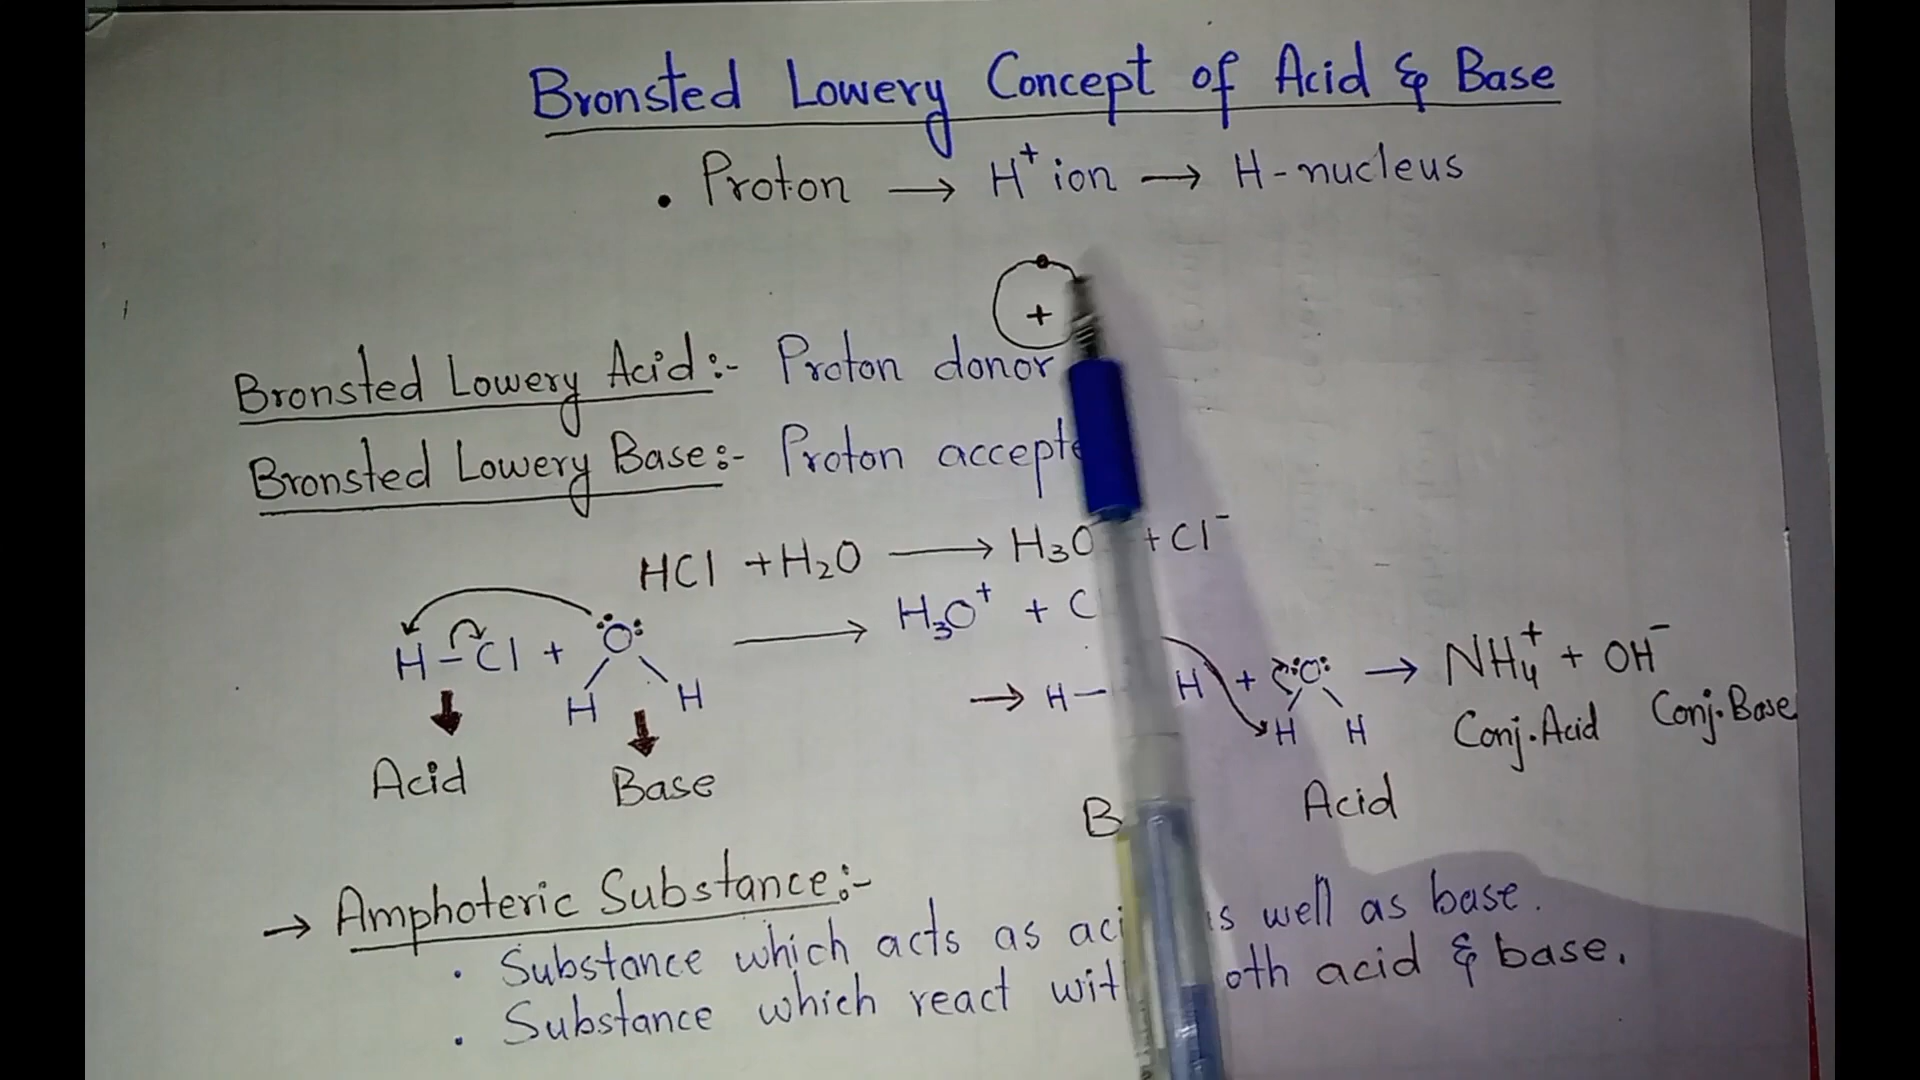 Bronsted Lowery Concept of Acid & Base
. Proton → H⁺ ion → H-nucleus
+
Bronsted Lowery Acid:- Proton donor
Bronsted Lowery Base:- Proton accepte
HCl + H₂O → H₃O + Cl⁻
H₃O⁺ + C
H-Cl + :O: →
H H
Acid
Base
→ H— H + :O: → NH₄⁺ + OH⁻
H H
Conj. Acid Conj. Base
B
Acid
→ Amphoteric Substance:-
. Substance which acts as aci s well as base.
. Substance which react wit oth acid & base.